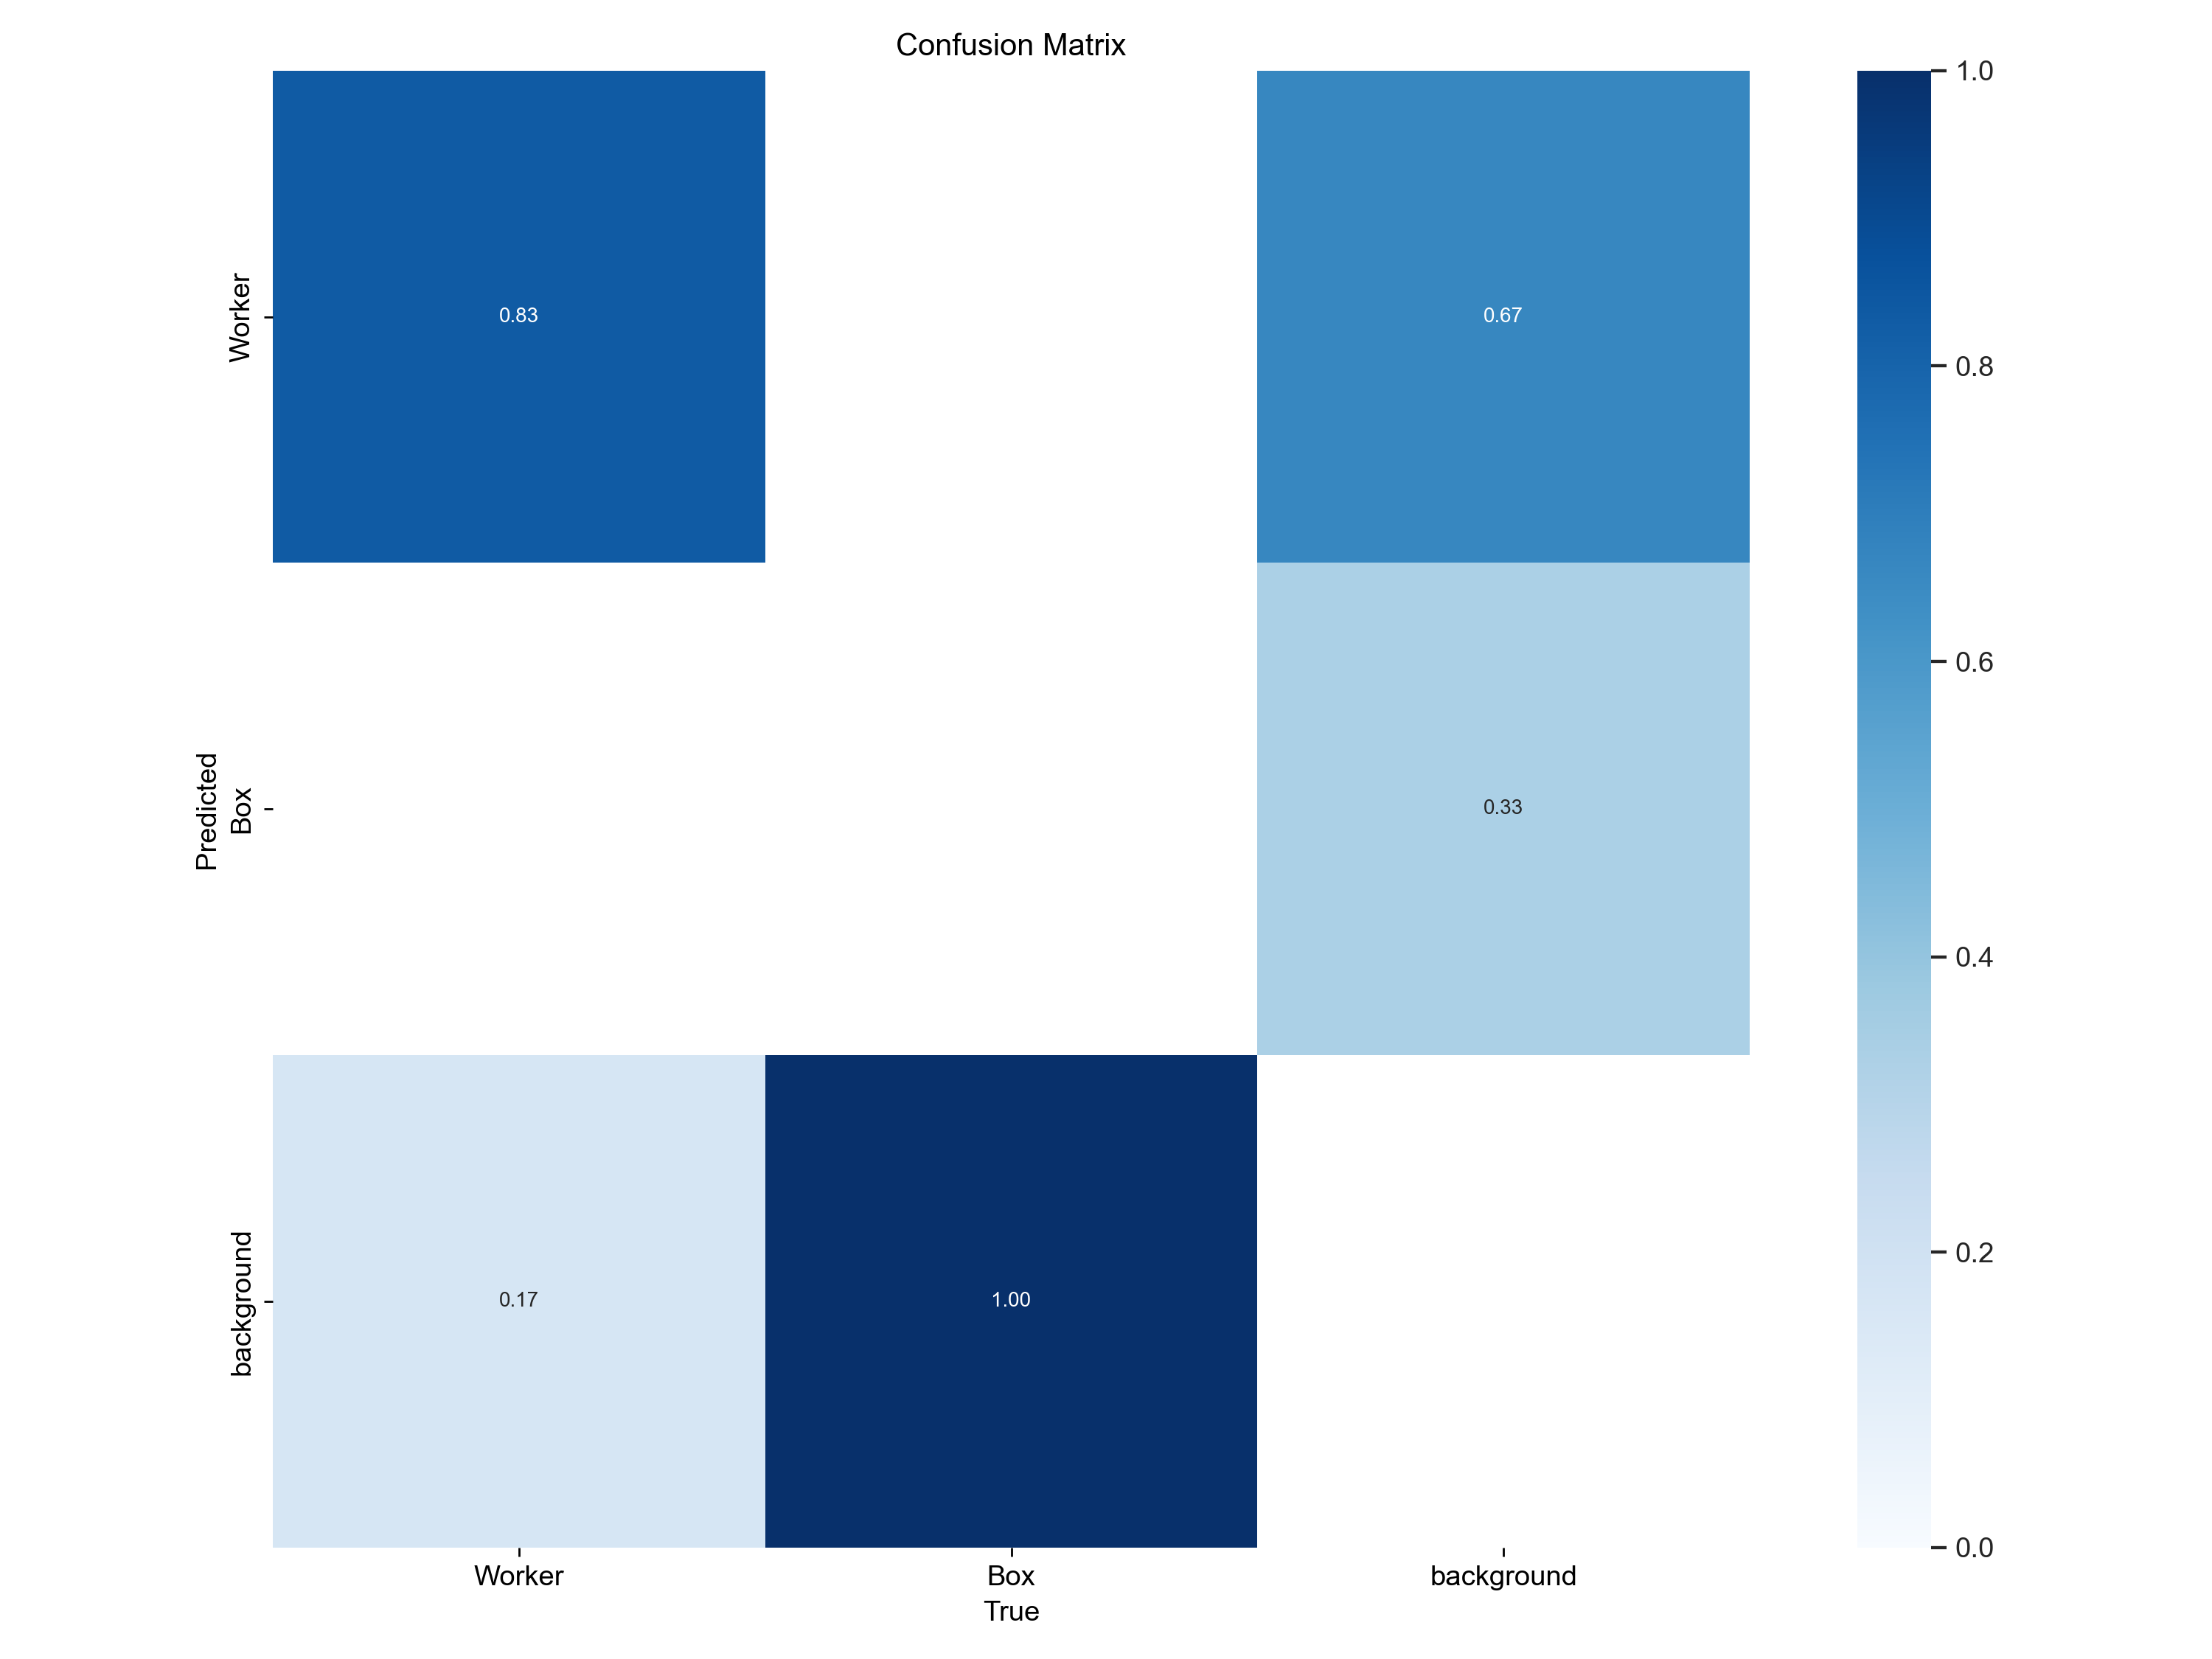 Confusion Matrix
Worker
Box
background
Predicted
0.83
0.67
0.33
0.17
1.00
Worker
Box
background
True
1.0
0.8
0.6
0.4
0.2
0.0